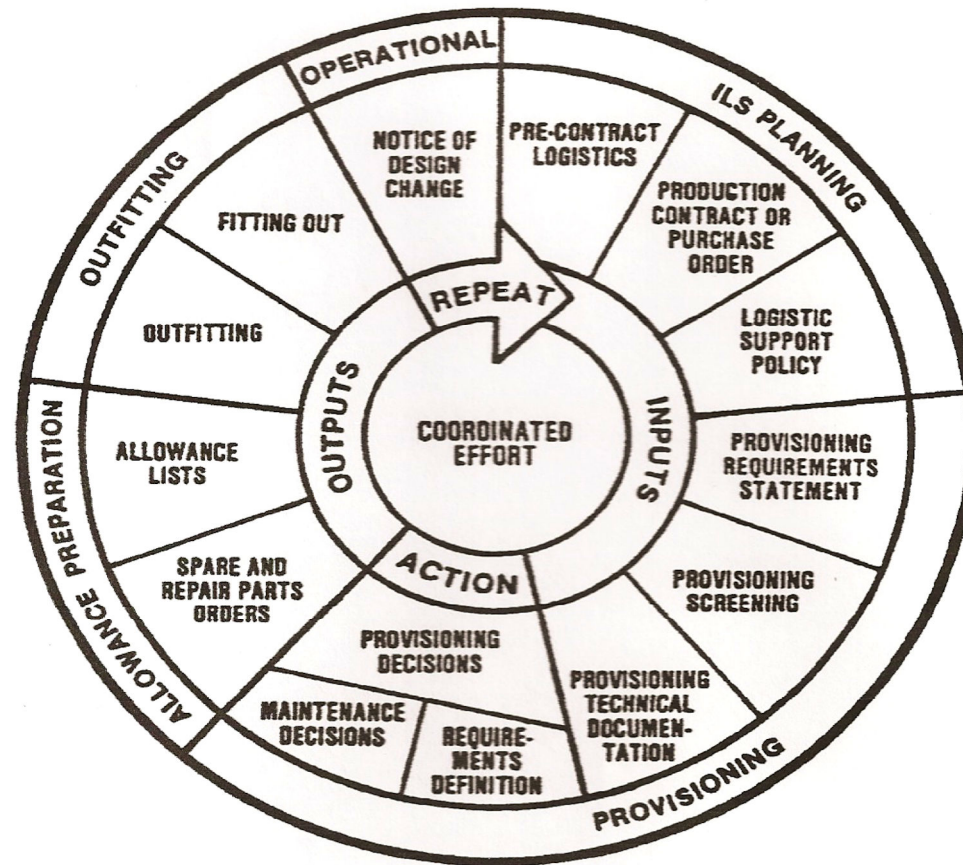 OPERATIONAL
ILS PLANNING
PROVISIONING
ALLOWANCE PREPARATION
OUTFITTING
NOTICE OF
DESIGN
CHANGE
PRE-CONTRACT
LOGISTICS
PRODUCTION
CONTRACT OR
PURCHASE
ORDER
LOGISTIC
SUPPORT
POLICY
PROVISIONING
REQUIREMENTS
STATEMENT
PROVISIONING
SCREENING
PROVISIONING
TECHNICAL
DOCUMEN-
TATION
PROVISIONING
DECISIONS
REQUIRE-
MENTS
DEFINITION
MAINTENANCE
DECISIONS
SPARE AND
REPAIR PARTS
ORDERS
ALLOWANCE
LISTS
OUTFITTING
FITTING OUT
REPEAT
INPUTS
ACTION
OUTPUTS
COORDINATED
EFFORT